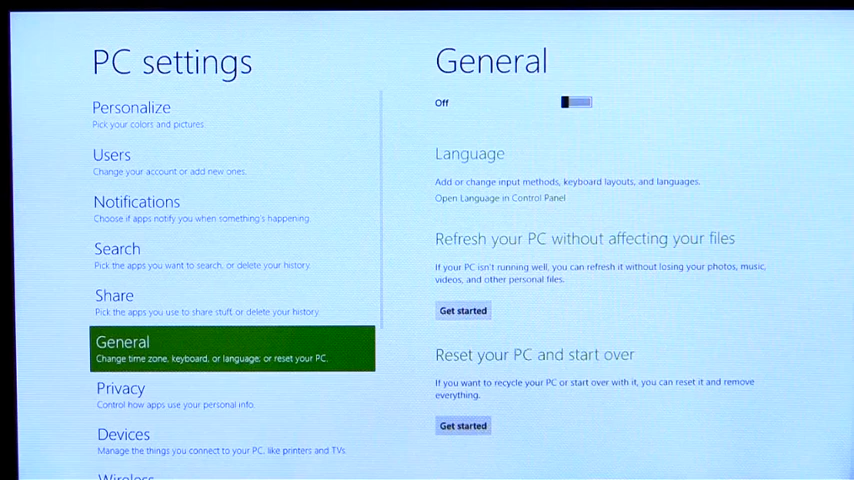 PC settings
Personalize
Pick your colors and pictures.
Users
Change your account or add new ones.
Notifications
Choose if apps notify you when something's happening.
Search
Pick the apps you want to search, or delete your history.
Share
Pick the apps you use to share stuff, or delete your history.
General
Change time zone, keyboard, or language; or reset your PC.
Privacy
Control how apps use your personal info.
Devices
Manage the things you connect to your PC, like printers and TVs.
Wireless
General
Off
Language
Add or change input methods, keyboard layouts, and languages.
Open Language in Control Panel
Refresh your PC without affecting your files
If your PC isn't running well, you can refresh it without losing your photos, music,
videos, and other personal files.
Get started
Reset your PC and start over
If you want to recycle your PC or start over with it, you can reset it and remove
everything.
Get started